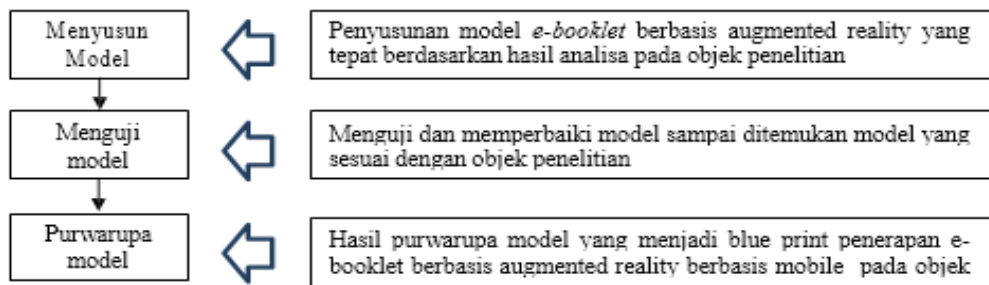 Menyusun
Model
Penyusunan model e-booklet berbasis augmented reality yang
tepat berdasarkan hasil analisa pada objek penelitian
Menguji
model
Menguji dan memperbaiki model sampai ditemukan model yang
sesuai dengan objek penelitian
Purwarupa
model
Hasil purwarupa model yang menjadi blue print penerapan e-
booklet berbasis augmented reality berbasis mobile pada objek